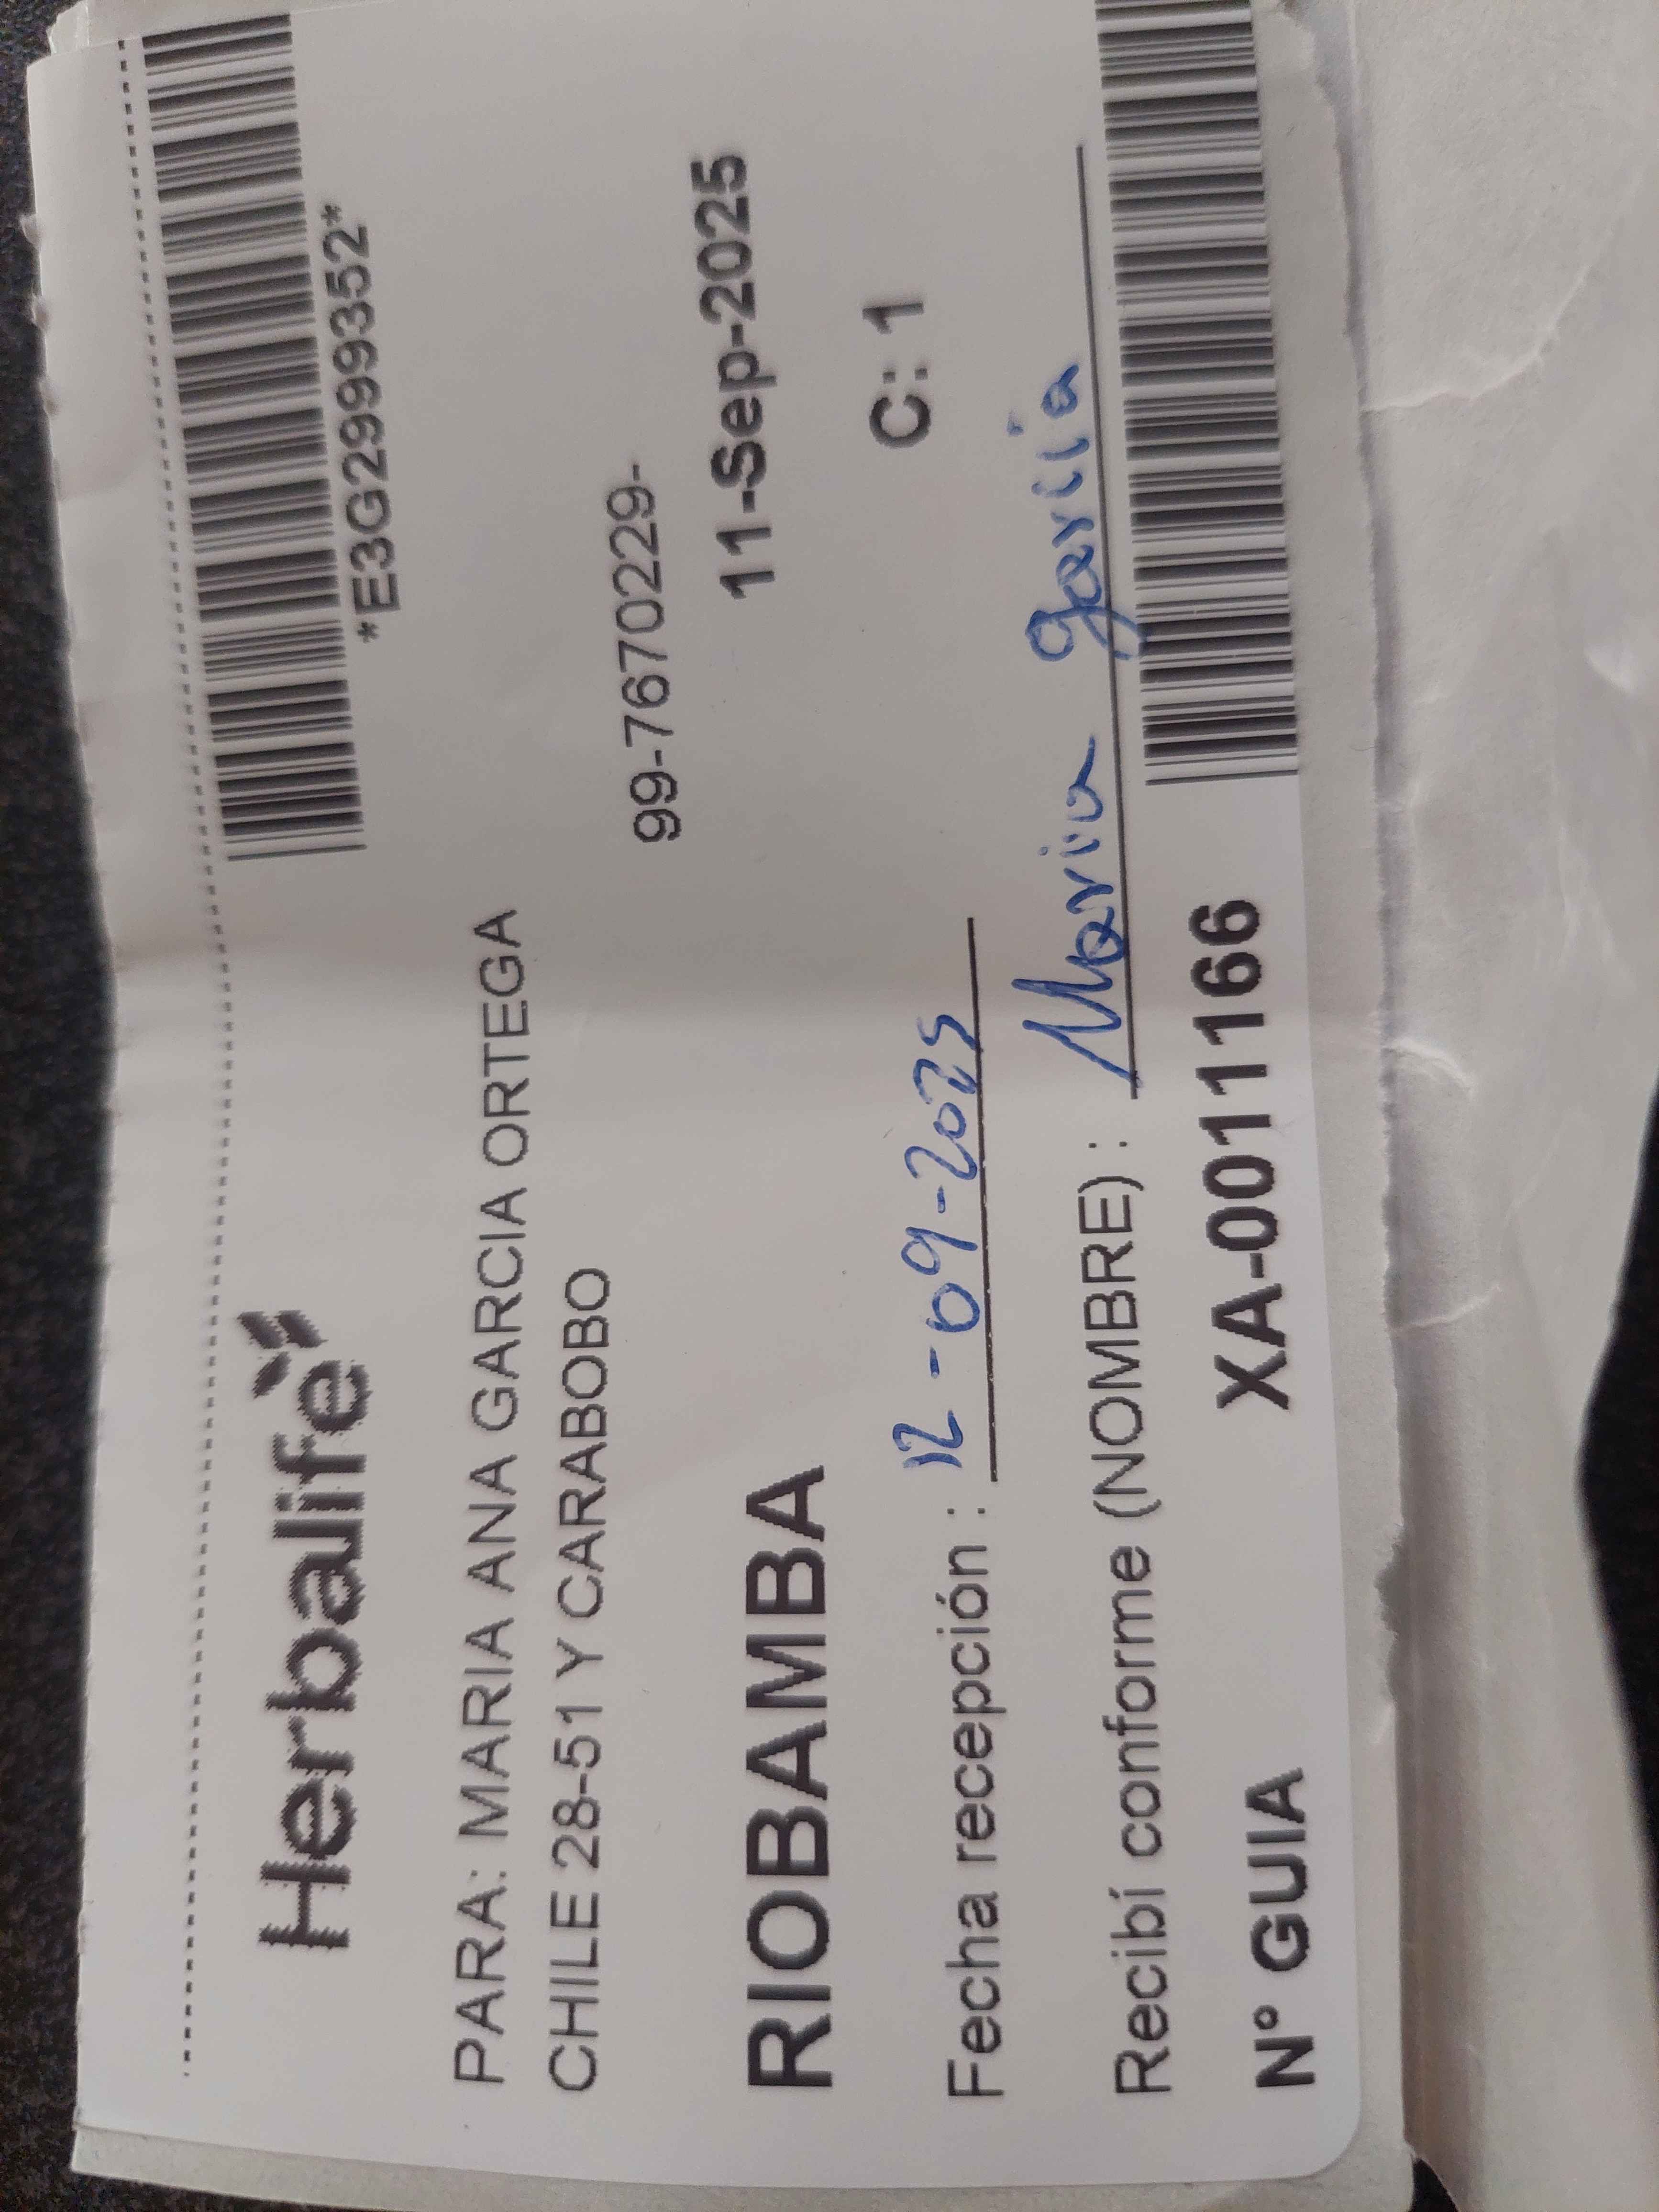 Herbalife
*E3G2999352*
PARA: MARIA ANA GARCIA ORTEGA
CHILE 28-51 Y CARABOBO
99-7670229-
RIOBAMBA
11-Sep-2025
Fecha recepción : 12-09-2025
C:: 1
Recibí conforme (NOMBRE) : Maria García
N° GUIA XA-0011166